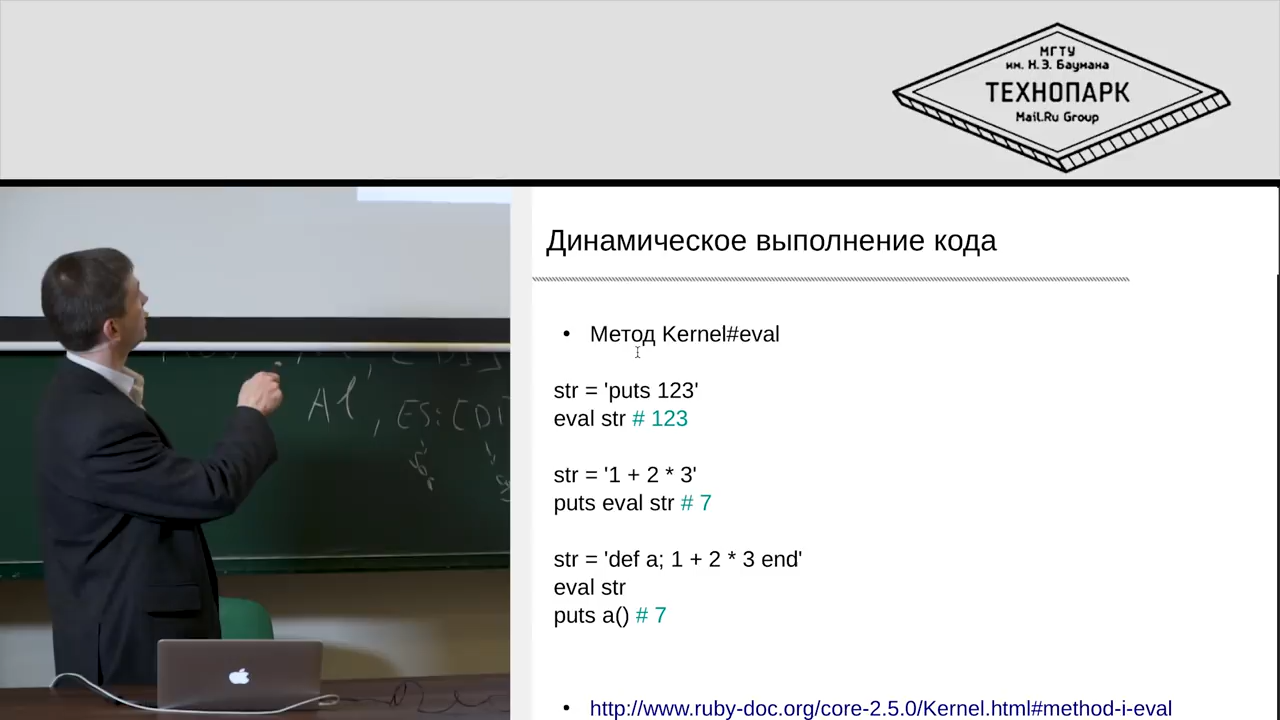 МГТУ
им. Н.Э. Баумана
ТЕХНОПАРК
Mail.Ru Group
Динамическое выполнение кода
• Метод Kernel#eval
str = 'puts 123'
eval str # 123
str = '1 + 2 * 3'
puts eval str # 7
str = 'def a; 1 + 2 * 3 end'
eval str
puts a() # 7
• http://www.ruby-doc.org/core-2.5.0/Kernel.html#method-i-eval